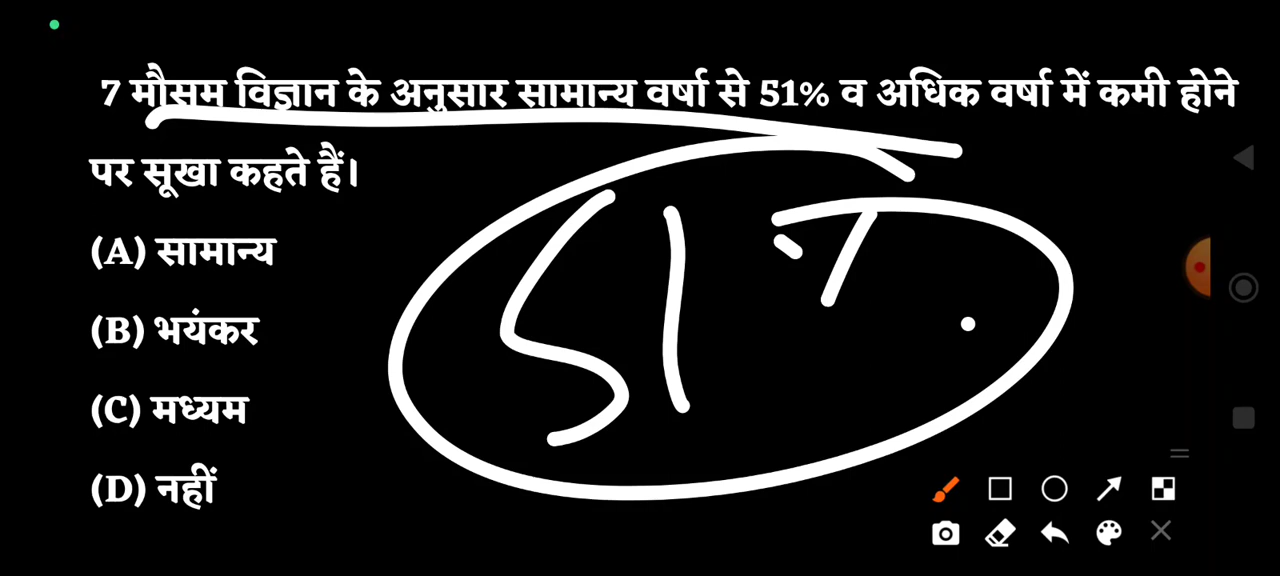 7 मौसम विज्ञान के अनुसार सामान्य वर्षा से 51% व अधिक वर्षा में कमी होने
पर सूखा कहते हैं।
(A) सामान्य
(B) भयंकर
(C) मध्यम
(D) नहीं
51